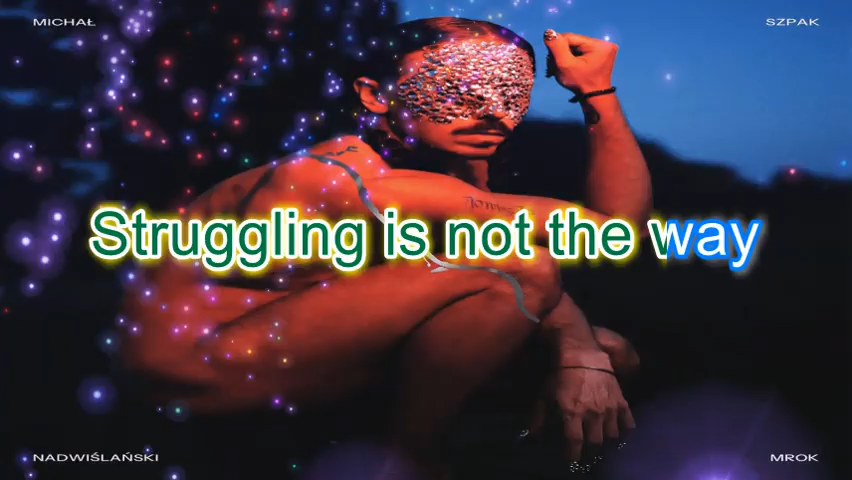 MICHAŁ
SZPAK
Struggling is not the way
NADWIŚLAŃSKI
MROK